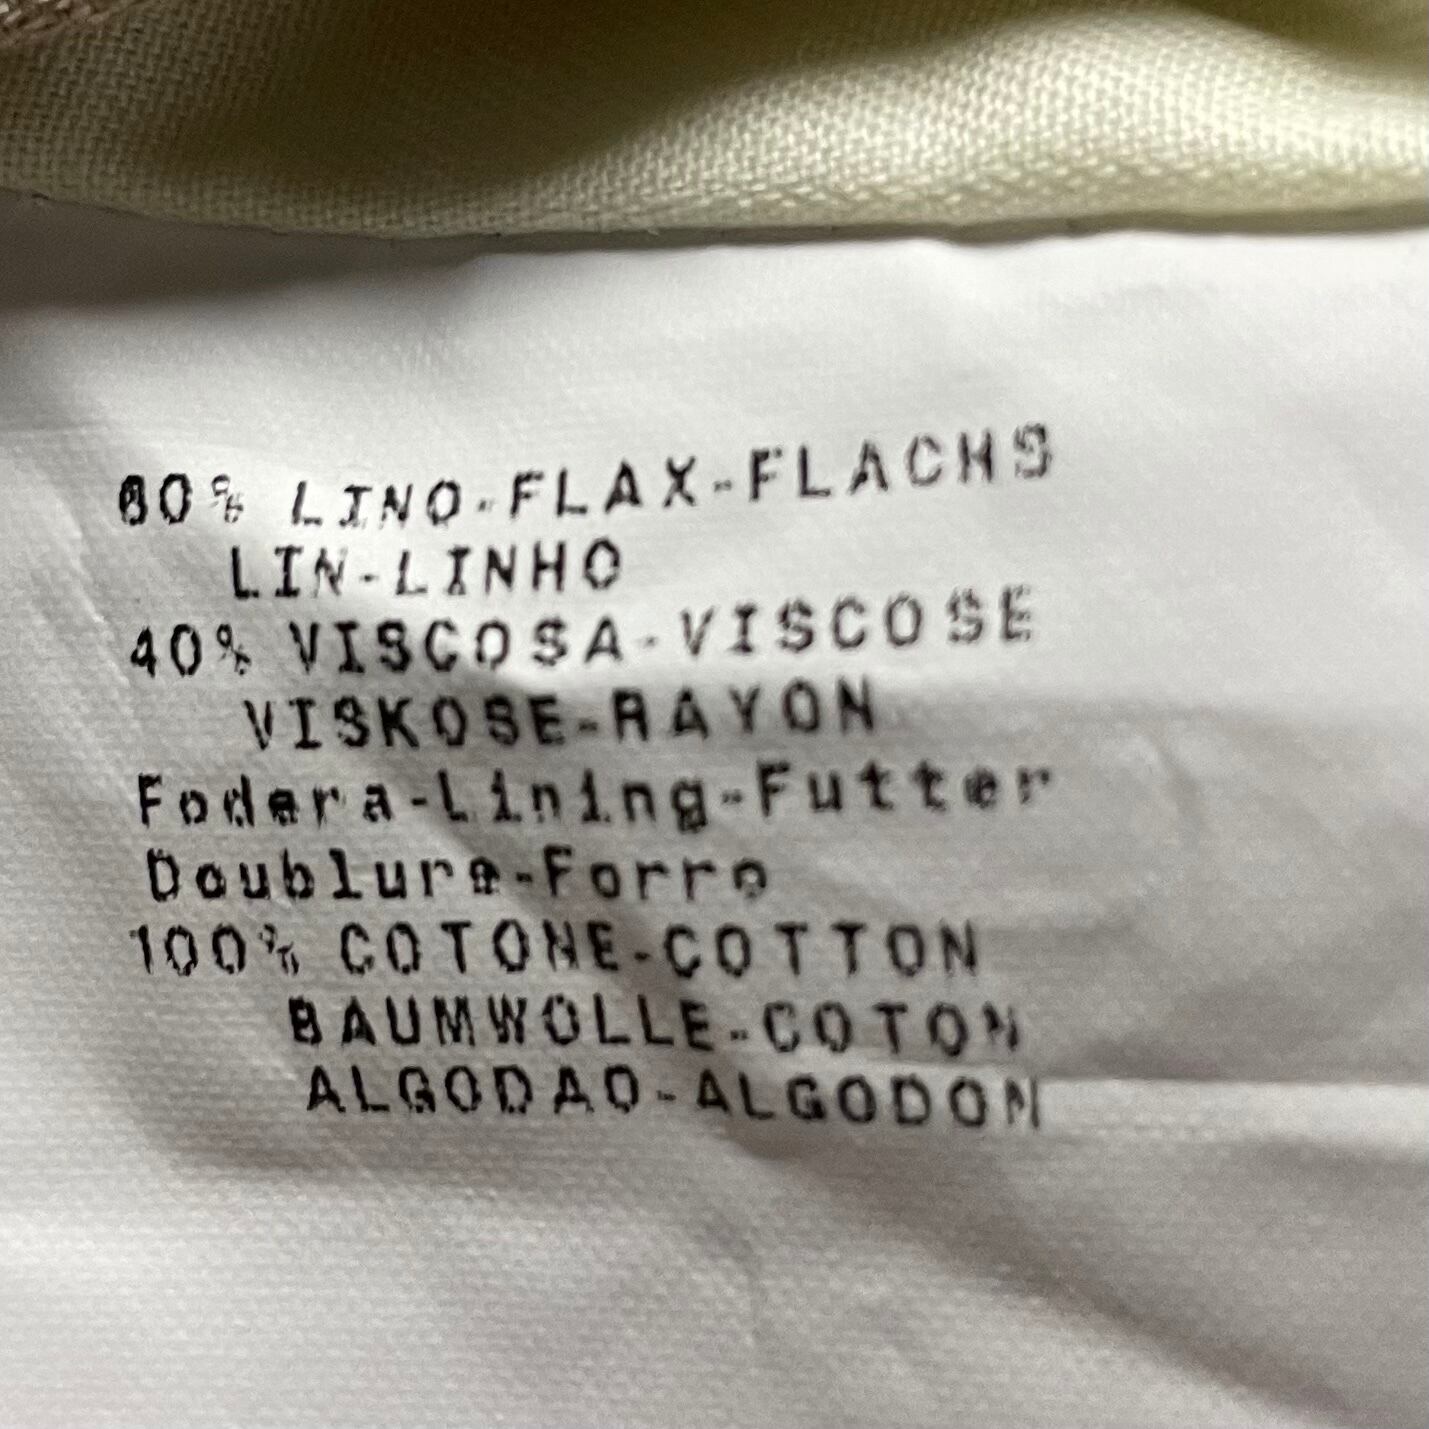 60% LINO-FLAX-FLACHS
LIN-LINHO
40% VISCOSA-VISCOSE
VISKOSE-RAYON
Fodera-Lining-Futter
Doublure-Forro
100% COTONE-COTTON
BAUMWOLLE-COTON
ALGODAO-ALGODON